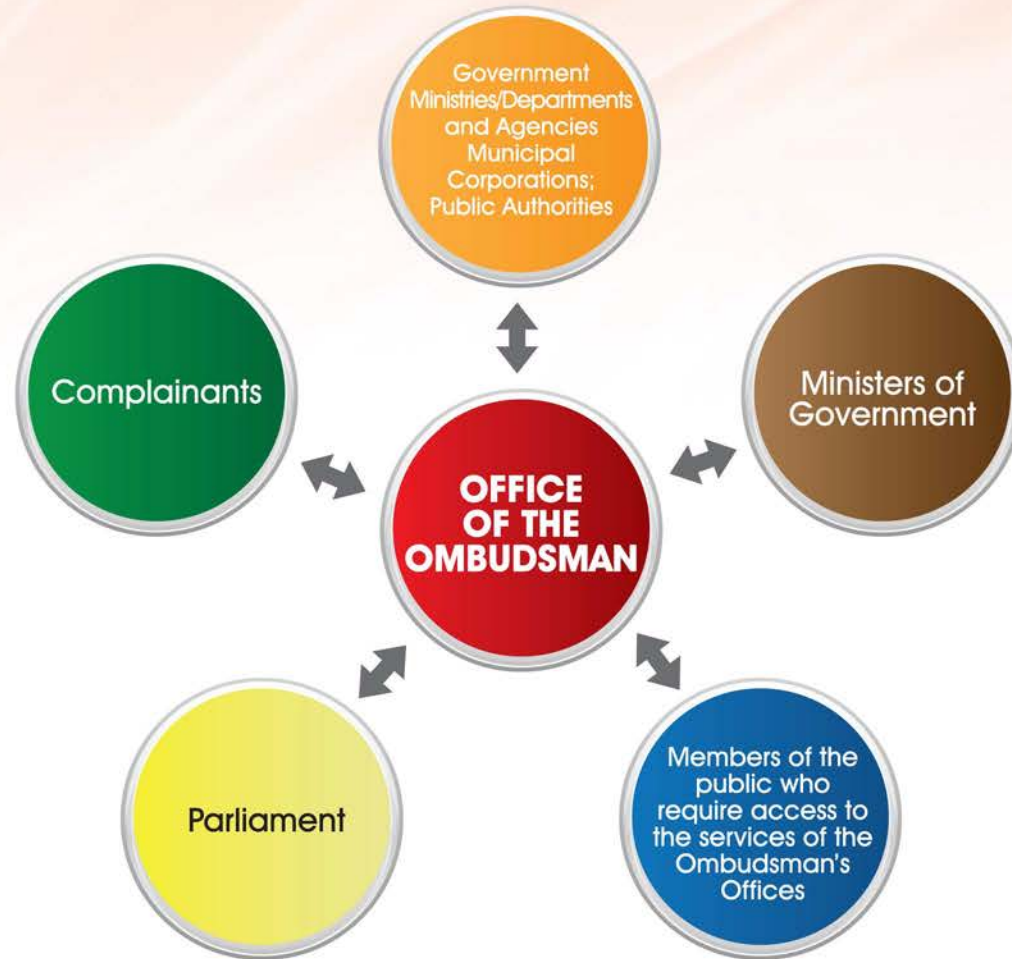 Government
Ministries/Departments
and Agencies
Municipal
Corporations;
Public Authorities
Complainants
Ministers of
Government
OFFICE
OF THE
OMBUDSMAN
Parliament
Members of the
public who
require access to
the services of the
Ombudsman's
Offices